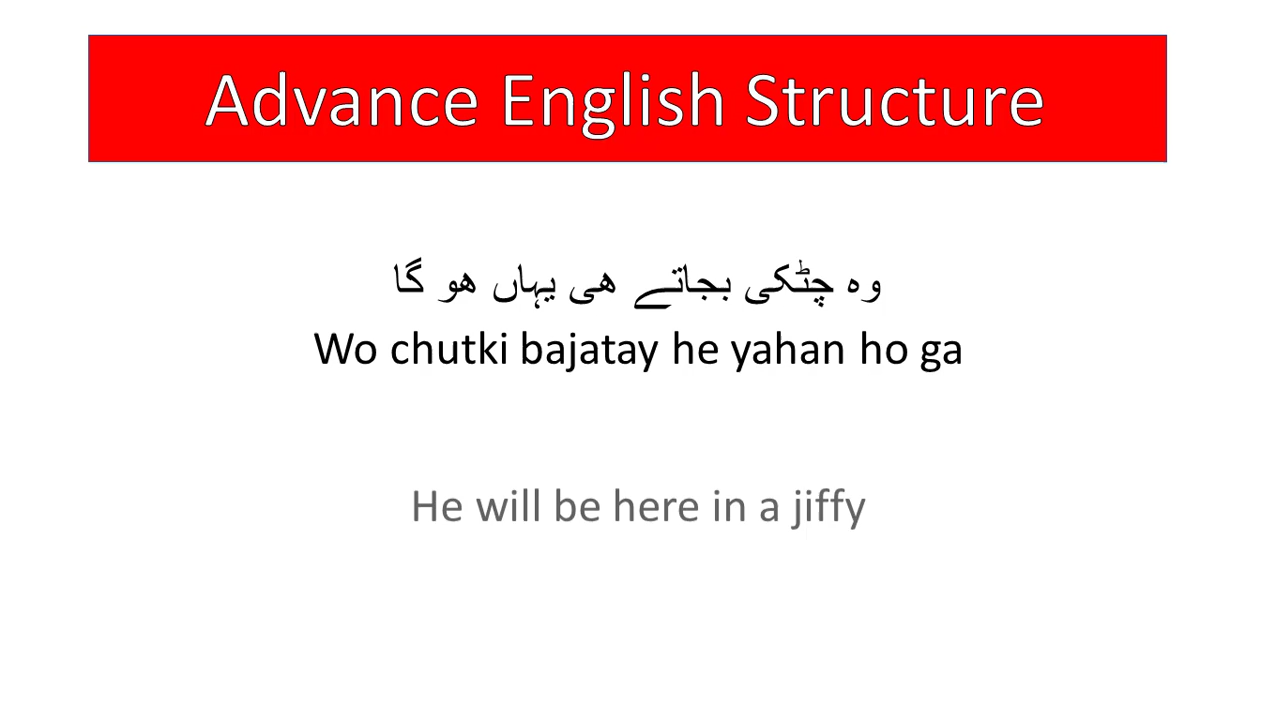 Advance English Structure
وہ چٹکی بجاتے ھی یہاں ھو گا
Wo chutki bajatay he yahan ho ga
He will be here in a jiffy